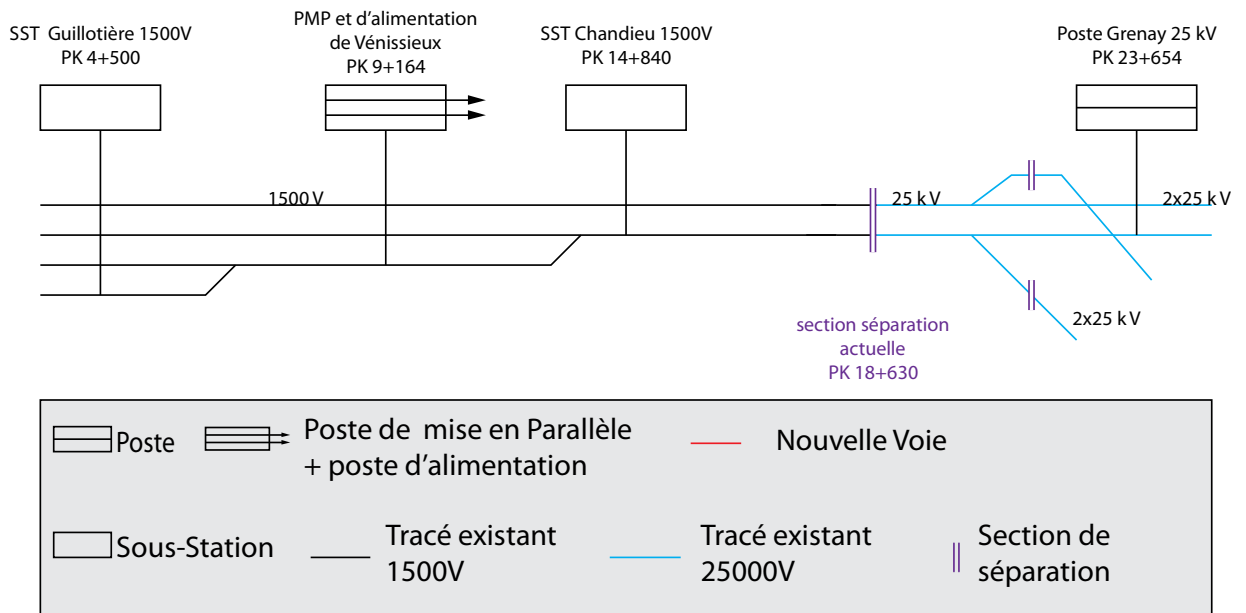 SST Guillotière 1500V
PK 4+500
PMP et d'alimentation
de Vénissieux
PK 9+164
SST Chandieu 1500V
PK 14+840
Poste Grenay 25 kV
PK 23+654
1500 V
25 kV
2x25 kV
2x25 kV
section séparation
actuelle
PK 18+630
Poste
Poste de mise en Parallèle
+ poste d'alimentation
Nouvelle Voie
Sous-Station
Tracé existant
1500V
Tracé existant
25000V
Section de
séparation